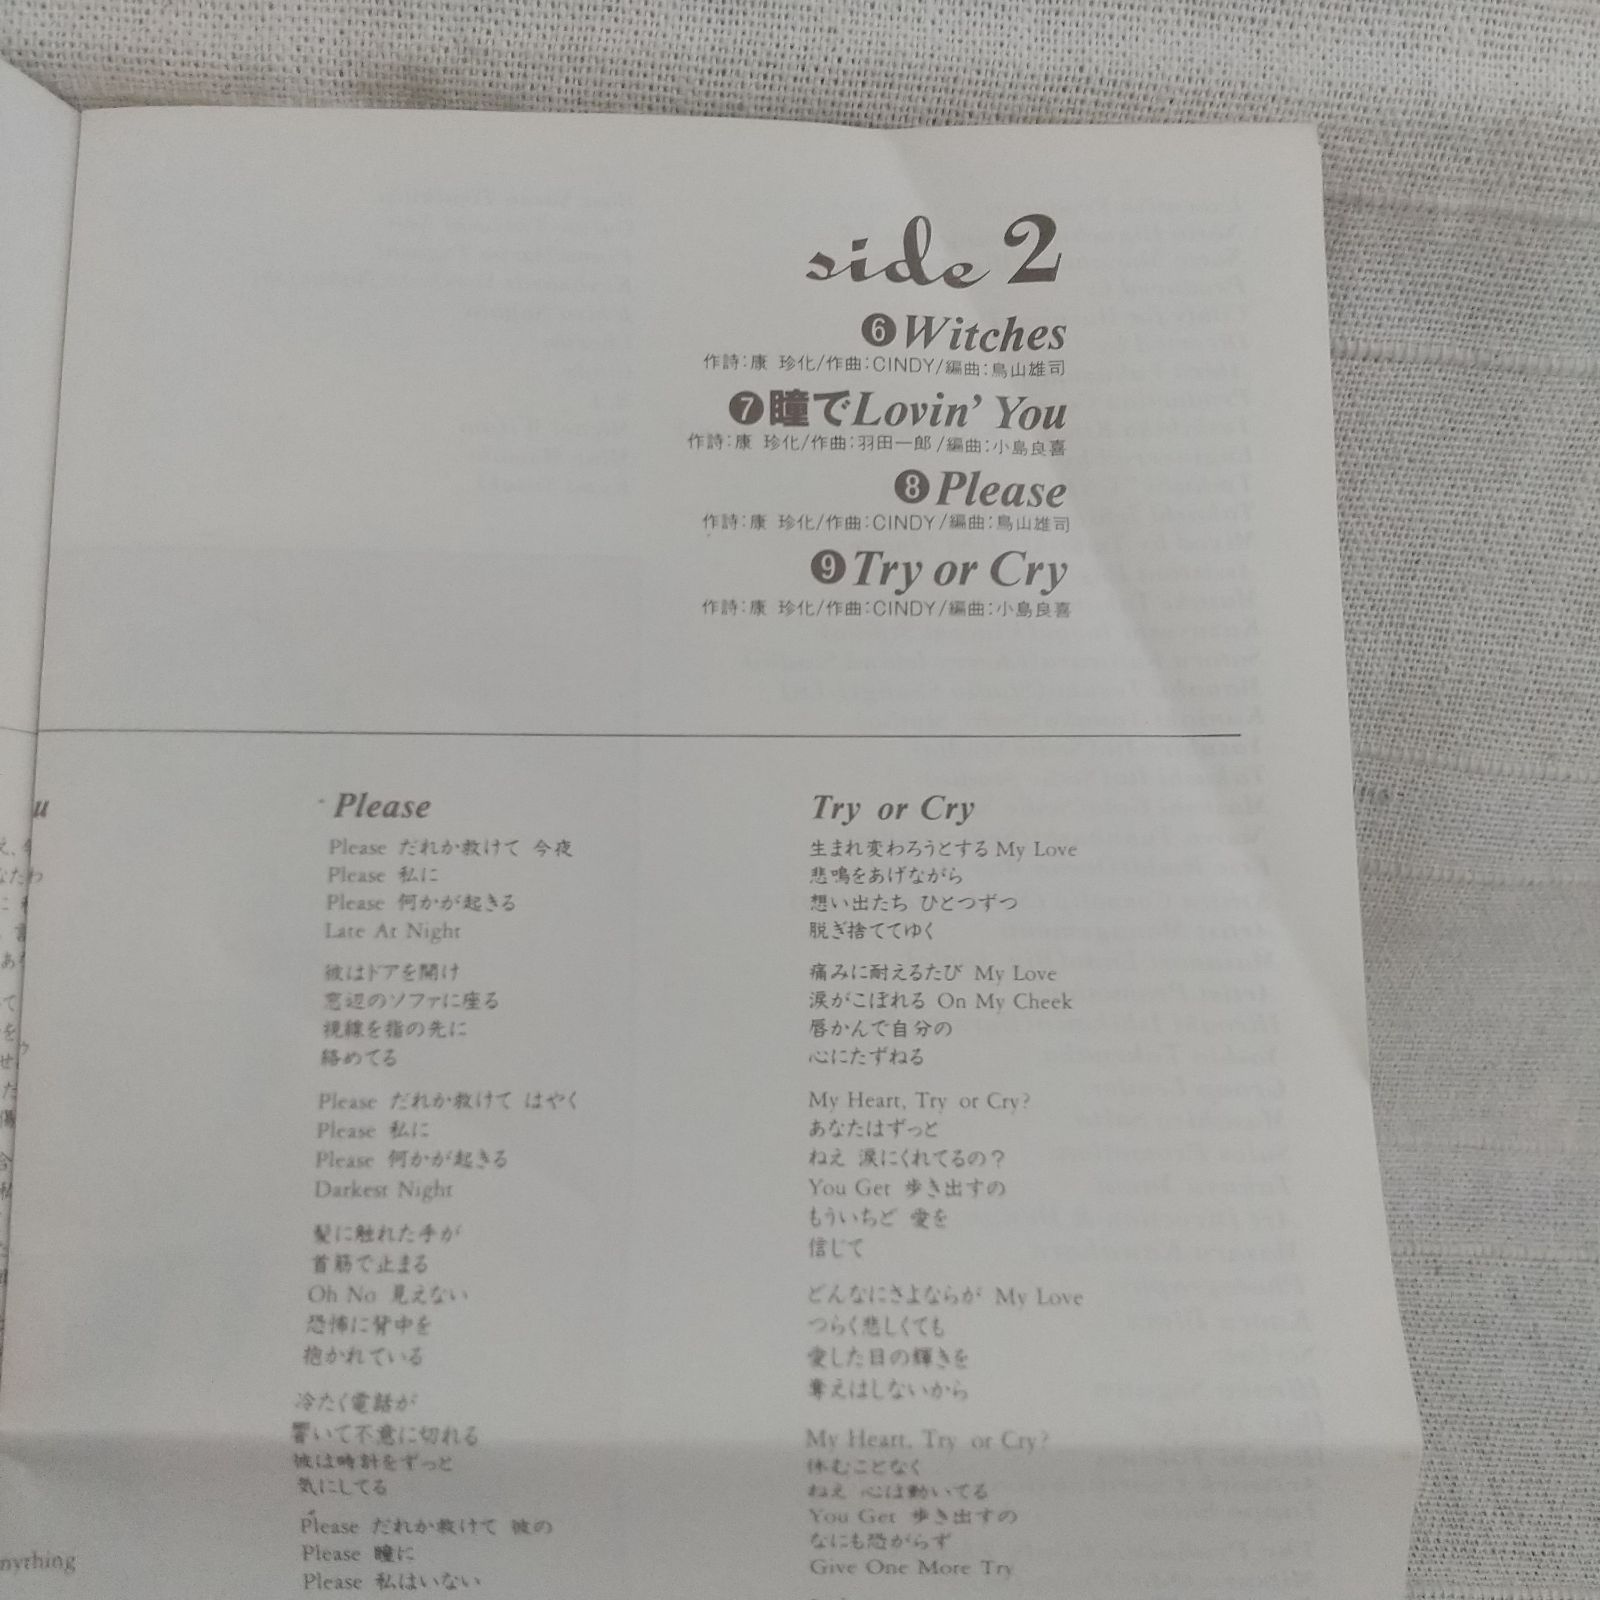 side 2
❻Witches
作詩：康 珍化/作曲：CINDY/編曲：鳥山雄司
❼瞳でLovin' You
作詩：康 珍化/作曲：羽田一郎/編曲：小島良喜
❽Please
作詩：康 珍化/作曲：CINDY/編曲：鳥山雄司
❾Try or Cry
作詩：康 珍化/作曲：CINDY/編曲：小島良喜
Please
Please だれか救けて 今夜
Please 私に
Please 何かが起きる
Late At Night
彼はドアを開け
窓辺のソファに座る
視線を指の先に
絡めてる
Please だれか救けて はやく
Please 私に
Please 何かが起きる
Darkest Night
髪に触れた手が
首筋で止まる
Oh No 見えない
恐怖に背中を
抱かれている
冷たく電話が
響いて不意に切れる
彼は時計をずっと
気にしてる
Please だれか救けて 彼の
Please 瞳に
Please 私はいない
Try or Cry
生まれ変わろうとする My Love
悲鳴をあげながら
想い出たち ひとつずつ
脱ぎ捨ててゆく
痛みに耐えるたび My Love
涙がこぼれる On My Cheek
唇かんで自分の
心にたずねる
My Heart, Try or Cry?
あなたはずっと
ねえ 涙にくれてるの？
You Get 歩き出すの
もういちど 愛を
信じて
どんなにさよならが My Love
つらく悲しくても
愛した日の輝きを
奪えはしないから
My Heart, Try or Cry?
休むことなく
ねえ 心は動いてる
You Get 歩き出すの
なにも恐がらず
Give One More Try
nything